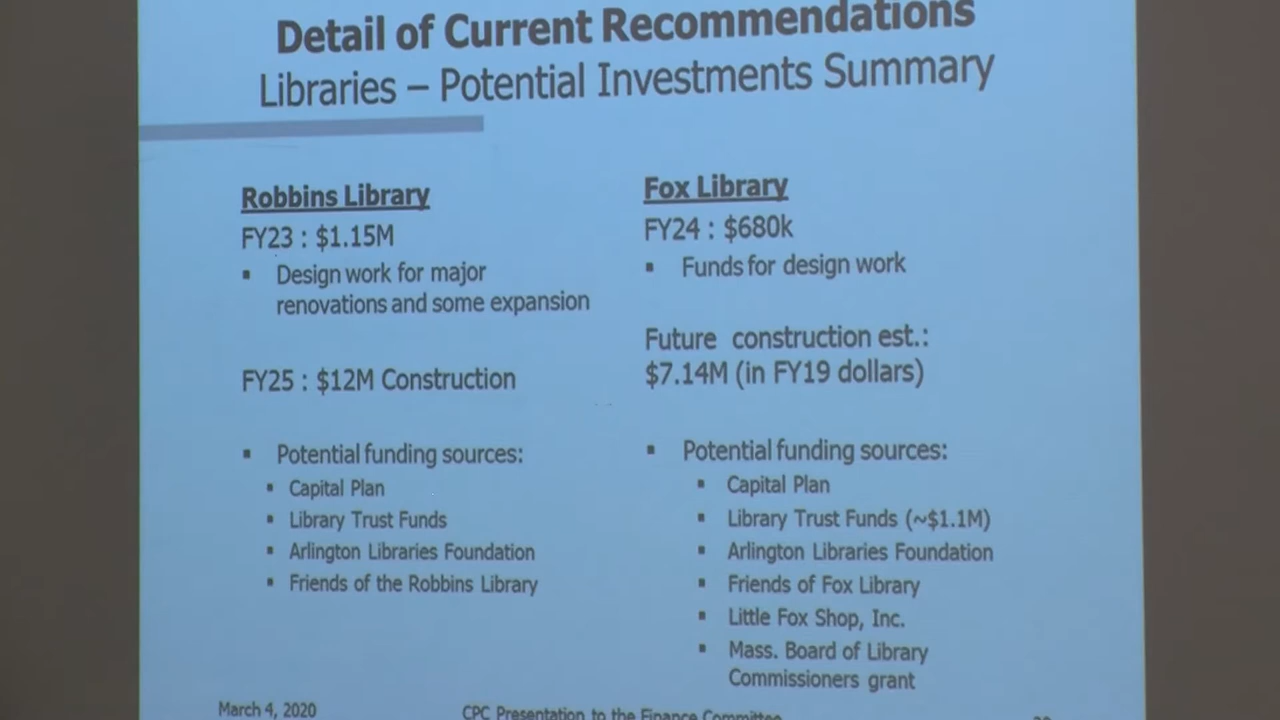 Detail of Current Recommendations
Libraries – Potential Investments Summary
Robbins Library
FY23 : $1.15M
▪ Design work for major
renovations and some expansion
FY25 : $12M Construction
▪ Potential funding sources:
▪ Capital Plan
▪ Library Trust Funds
▪ Arlington Libraries Foundation
▪ Friends of the Robbins Library
Fox Library
FY24 : $680k
▪ Funds for design work
Future construction est.:
$7.14M (in FY19 dollars)
▪ Potential funding sources:
▪ Capital Plan
▪ Library Trust Funds (~$1.1M)
▪ Arlington Libraries Foundation
▪ Friends of Fox Library
▪ Little Fox Shop, Inc.
▪ Mass. Board of Library
Commissioners grant
March 4, 2020
CPC Presentation to the Finance Committee